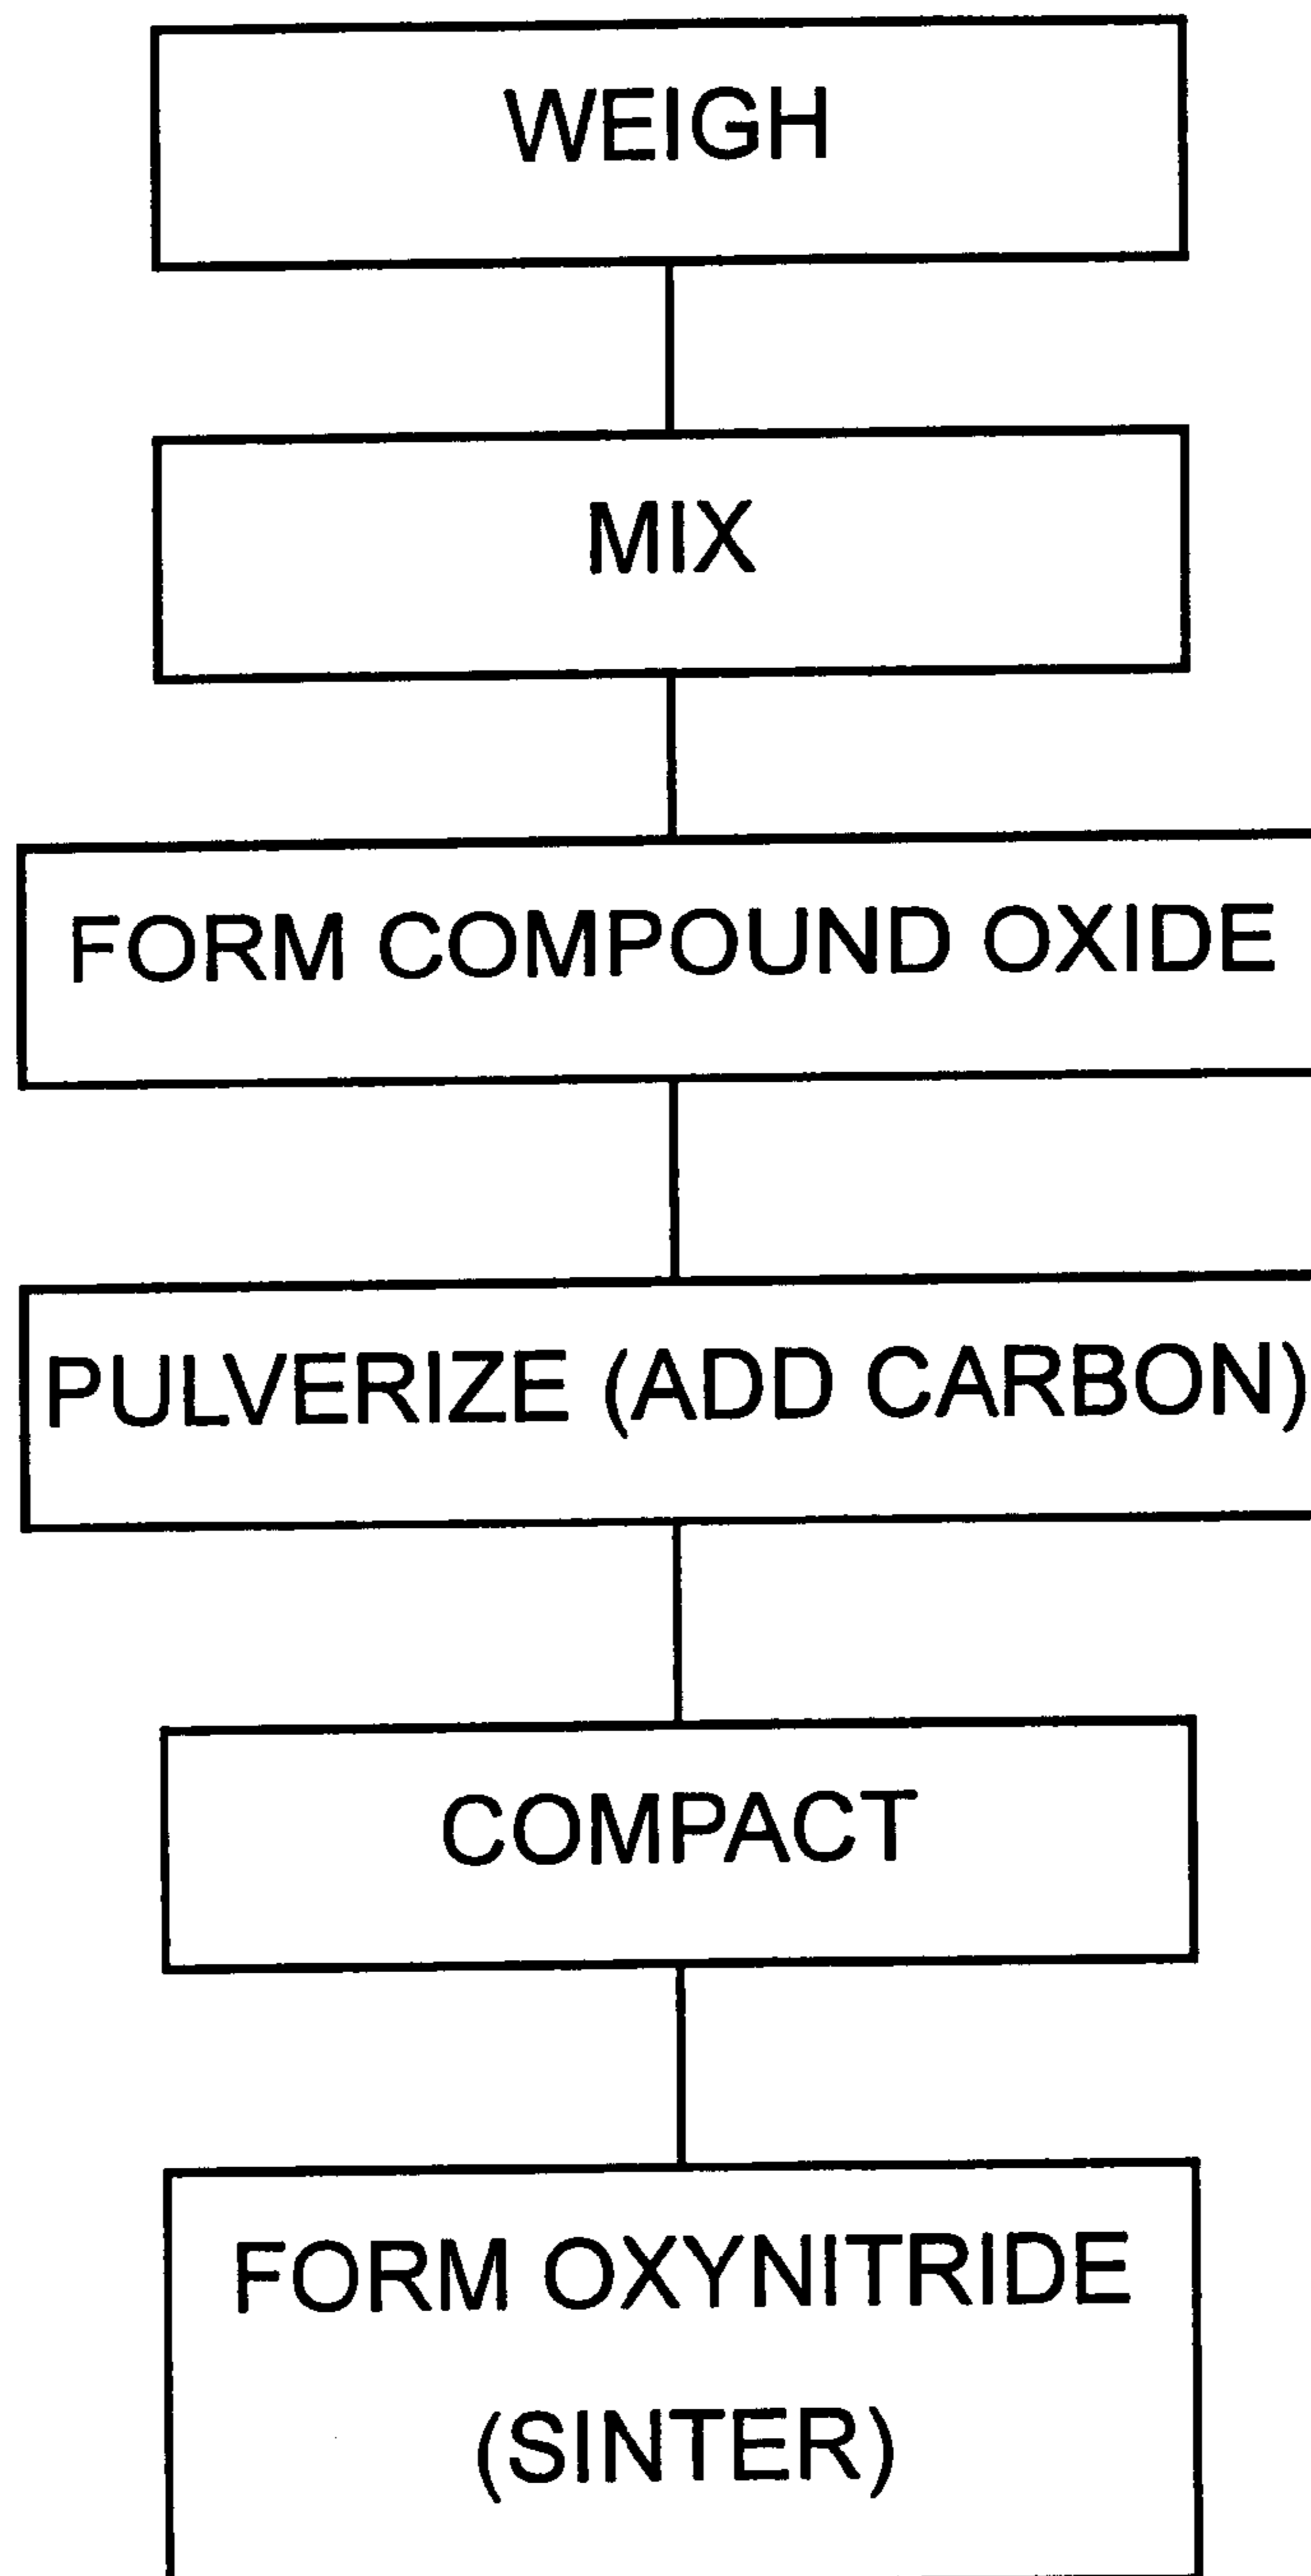 WEIGH
MIX
FORM COMPOUND OXIDE
PULVERIZE (ADD CARBON)
COMPACT
FORM OXYNITRIDE
(SINTER)